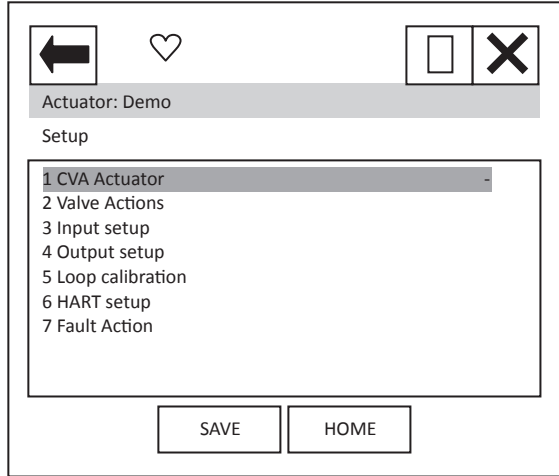 Actuator: Demo
Setup
1 CVA Actuator -
2 Valve Actions
3 Input setup
4 Output setup
5 Loop calibration
6 HART setup
7 Fault Action
SAVE HOME